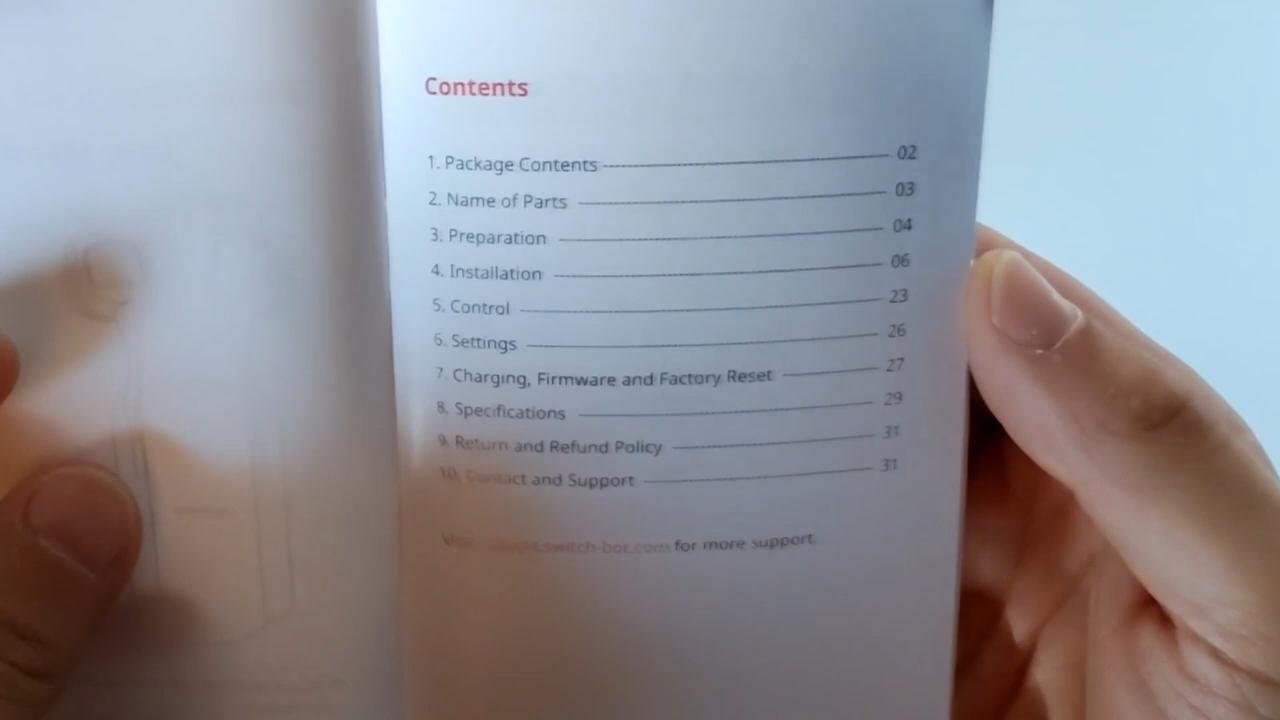 Contents
1. Package Contents 02
2. Name of Parts 03
3. Preparation 04
4. Installation 06
5. Control 23
6. Settings 26
7. Charging, Firmware and Factory Reset 27
8. Specifications 29
9. Return and Refund Policy 31
10. Contact and Support 31
switch-bot.com for more support.